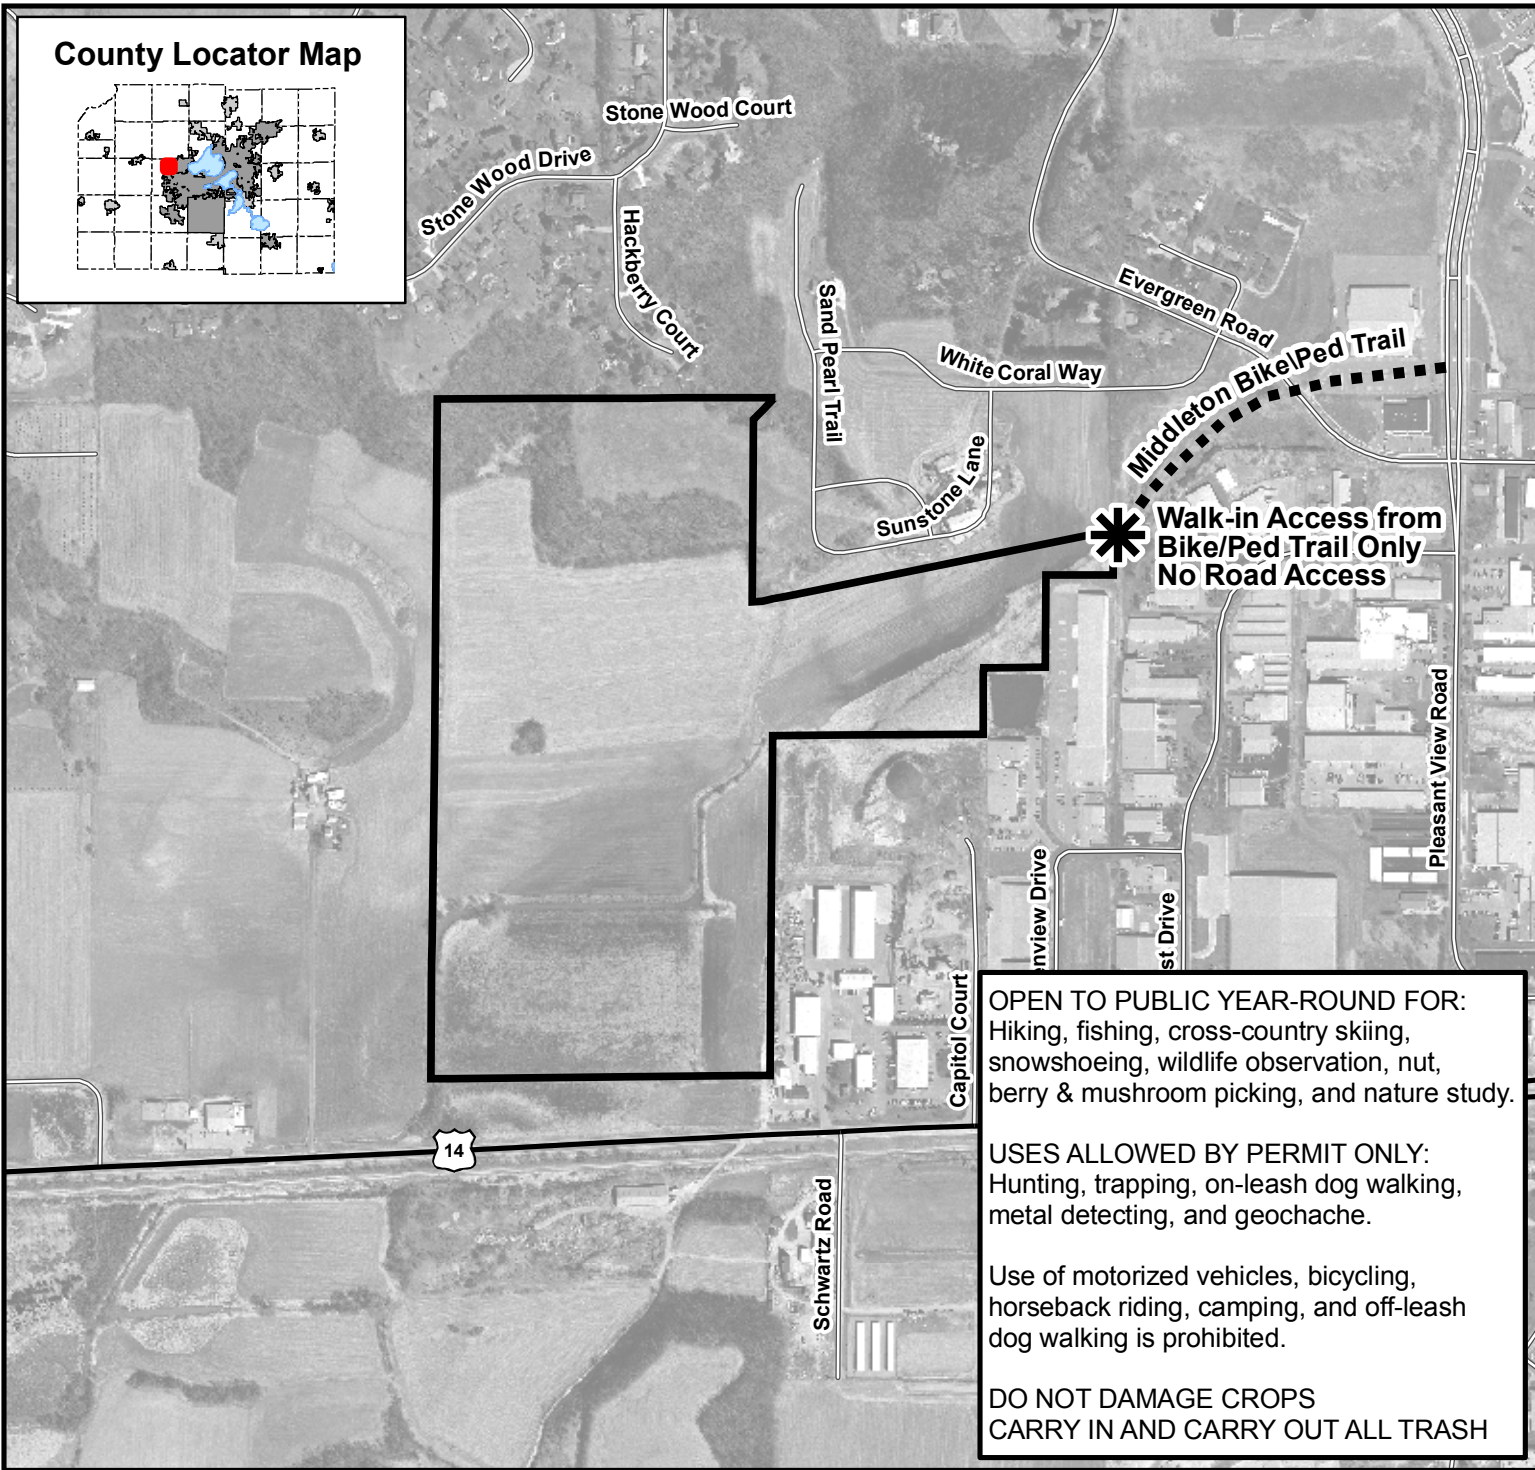 County Locator Map
Stone Wood Court
Stone Wood Drive
Hackberry Court
Sand Pearl Trail
Evergreen Road
White Coral Way
Middleton Bike\Ped Trail
Sunstone Lane
Walk-in Access from
Bike/Ped Trail Only
No Road Access
Pleasant View Road
enview Drive
st Drive
Capitol Court
14
Schwartz Road
OPEN TO PUBLIC YEAR-ROUND FOR:
Hiking, fishing, cross-country skiing,
snowshoeing, wildlife observation, nut,
berry & mushroom picking, and nature study.
USES ALLOWED BY PERMIT ONLY:
Hunting, trapping, on-leash dog walking,
metal detecting, and geochache.
Use of motorized vehicles, bicycling,
horseback riding, camping, and off-leash
dog walking is prohibited.
DO NOT DAMAGE CROPS
CARRY IN AND CARRY OUT ALL TRASH